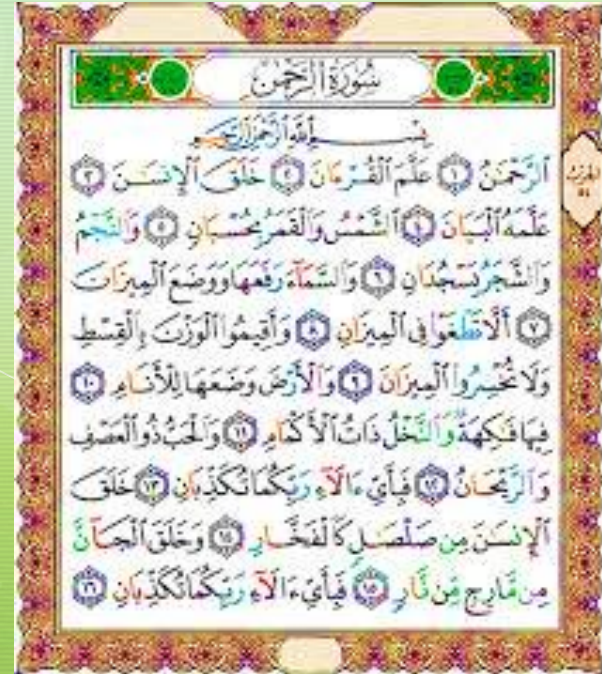 سُورَةُ الرَّحْمَٰن
بِسْمِ ٱللَّهِ ٱلرَّحْمَٰنِ ٱلرَّحِيمِ
ٱلرَّحْمَٰنُ ١ عَلَّمَ ٱلْقُرْءَانَ ٢ خَلَقَ ٱلْإِنسَٰنَ ٣
عَلَّمَهُ ٱلْبَيَانَ ٤ ٱلشَّمْسُ وَٱلْقَمَرُ بِحُسْبَانٍ ٥ وَٱلنَّجْمُ
وَٱلشَّجَرُ يَسْجُدَانِ ٦ وَٱلسَّمَآءَ رَفَعَهَا وَوَضَعَ ٱلْمِيزَانَ
٧ أَلَّا تَطْغَوْا۟ فِى ٱلْمِيزَانِ ٨ وَأَقِيمُوا۟ ٱلْوَزْنَ بِٱلْقِسْطِ
وَلَا تُخْسِرُوا۟ ٱلْمِيزَانَ ٩ وَٱلْأَرْضَ وَضَعَهَا لِلْأَنَامِ ١٠
فِيهَا فَٰكِهَةٌ وَٱلنَّخْلُ ذَاتُ ٱلْأَكْمَامِ ١١ وَٱلْحَبُّ ذُو ٱلْعَصْفِ
وَٱلرَّيْحَانُ ١٢ فَبِأَىِّ ءَالَآءِ رَبِّكُمَا تُكَذِّبَانِ ١٣ خَلَقَ
ٱلْإِنسَٰنَ مِن صَلْصَٰلٍ كَٱلْفَخَّارِ ١٤ وَخَلَقَ ٱلْجَآنَّ
مِن مَّارِجٍ مِّن نَّارٍ ١٥ فَبِأَىِّ ءَالَآءِ رَبِّكُمَا تُكَذِّبَانِ ١٦